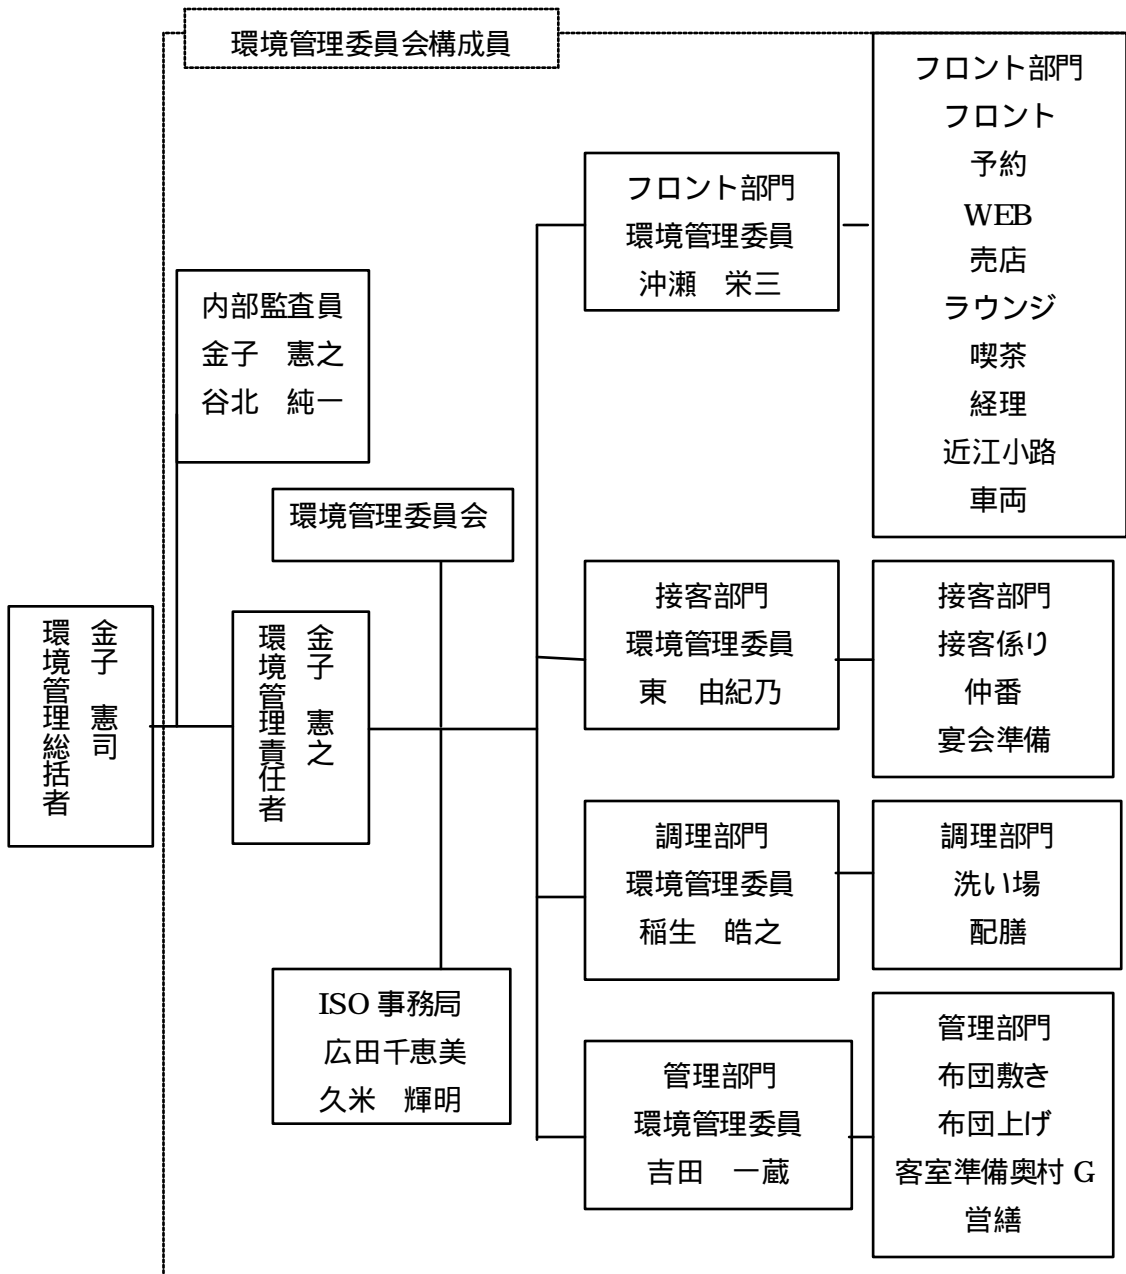 環境管理委員会構成員
フロント部門
フロント
予約
WEB
売店
ラウンジ
喫茶
経理
近江小路
車両
フロント部門
環境管理委員
沖瀬　栄三
内部監査員
金子　憲之
谷北　純一
環境管理委員会
金子　憲司
環境管理総括者
金子　憲之
環境管理責任者
接客部門
環境管理委員
東　由紀乃
接客部門
接客係り
仲番
宴会準備
調理部門
環境管理委員
稲生　皓之
調理部門
洗い場
配膳
ISO 事務局
広田千恵美
久米　輝明
管理部門
環境管理委員
吉田　一蔵
管理部門
布団敷き
布団上げ
客室準備奥村 G
営繕